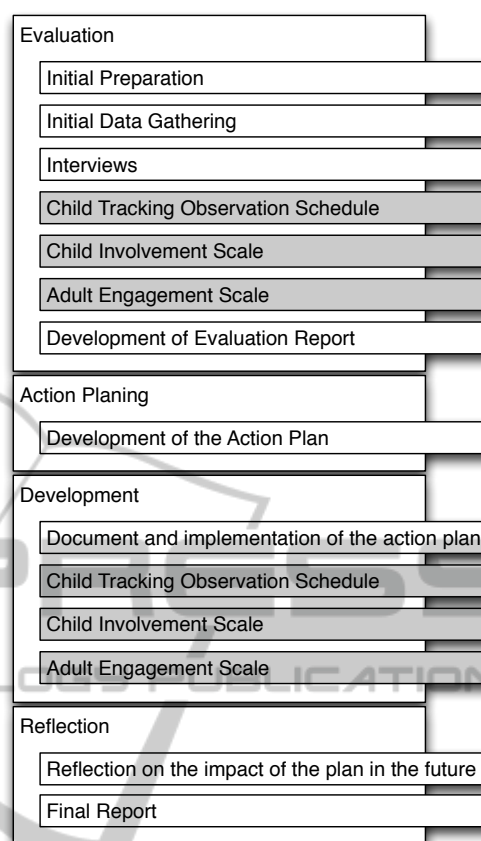 Evaluation
Initial Preparation
Initial Data Gathering
Interviews
Child Tracking Observation Schedule
Child Involvement Scale
Adult Engagement Scale
Development of Evaluation Report
Action Planing
Development of the Action Plan
Development
Document and implementation of the action plan
Child Tracking Observation Schedule
Child Involvement Scale
Adult Engagement Scale
Reflection
Reflection on the impact of the plan in the future
Final Report